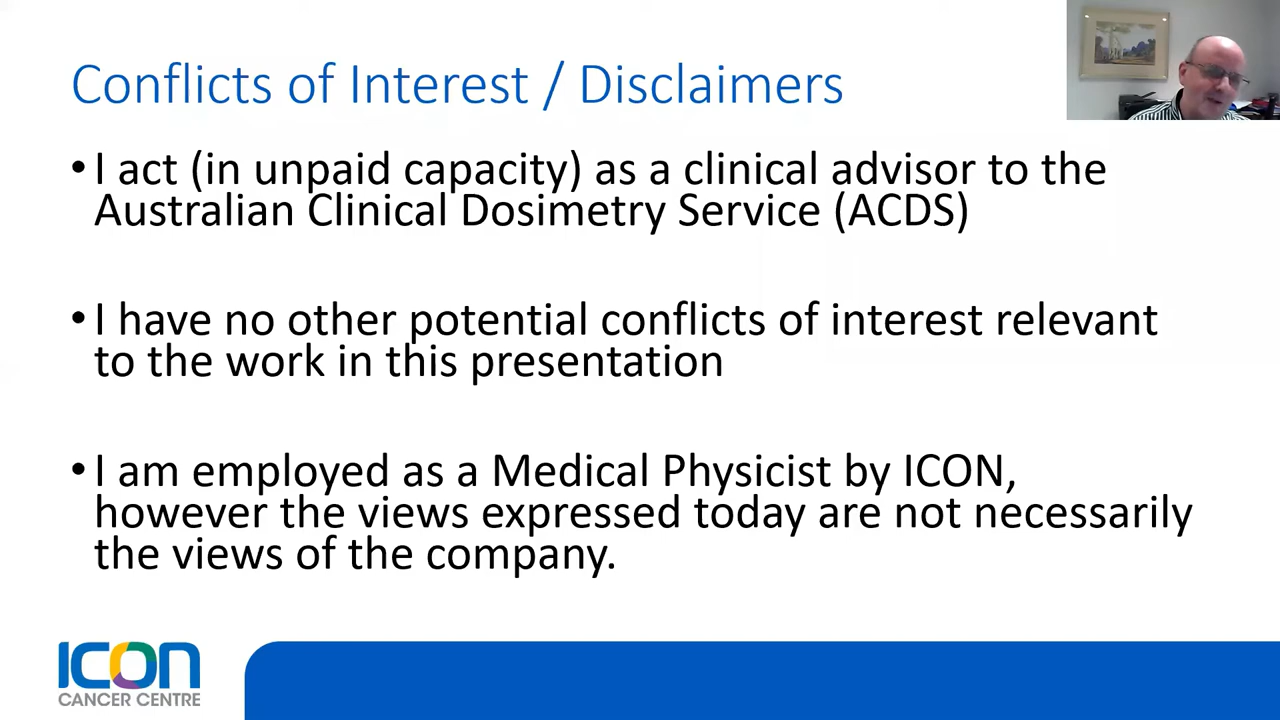 Conflicts of Interest / Disclaimers
• I act (in unpaid capacity) as a clinical advisor to the
Australian Clinical Dosimetry Service (ACDS)
• I have no other potential conflicts of interest relevant
to the work in this presentation
• I am employed as a Medical Physicist by ICON,
however the views expressed today are not necessarily
the views of the company.
ICON
CANCER CENTRE